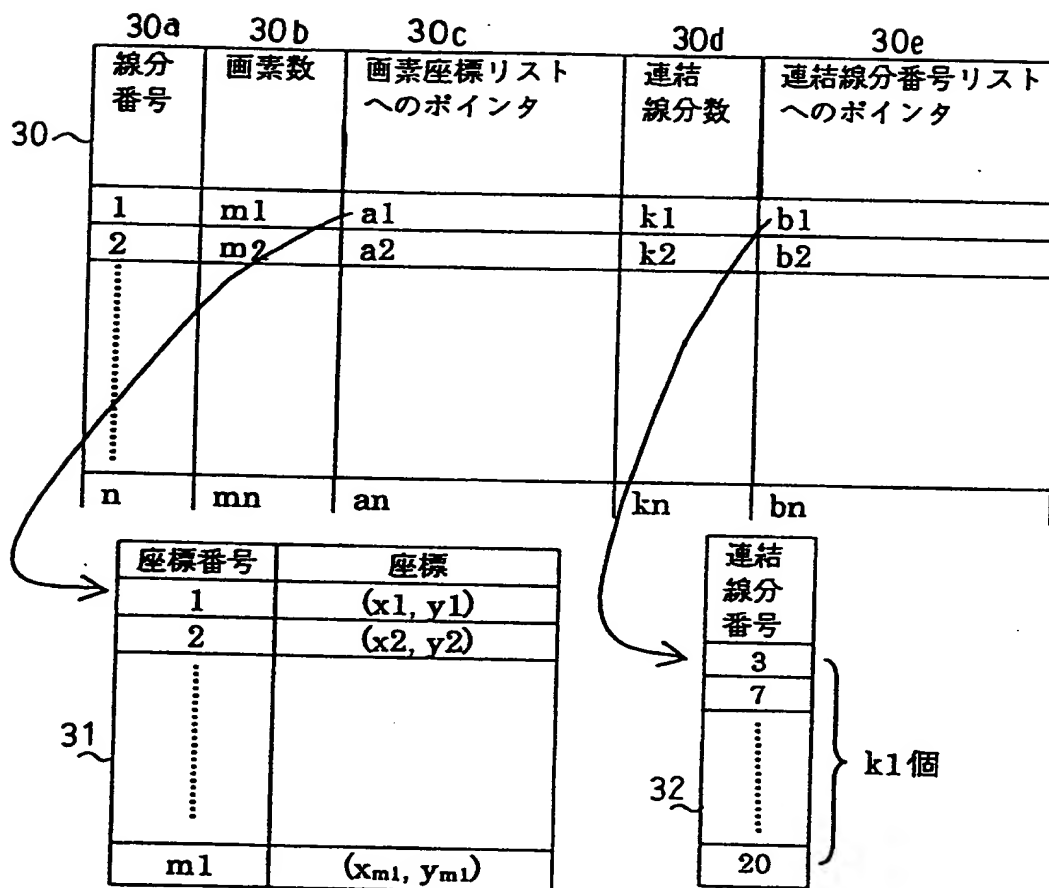 30a 30b 30c 30d 30e
線分 画素数 画素座標リスト 連結 連結線分番号リスト
番号 へのポインタ 線分数 へのポインタ
30
1 m1 a1 k1 b1
2 m2 a2 k2 b2
n mn an kn bn
座標番号 座標
1 (x1, y1)
2 (x2, y2)
31
m1 (xm1, ym1)
連結
線分
番号
3
7
k1個
32
20